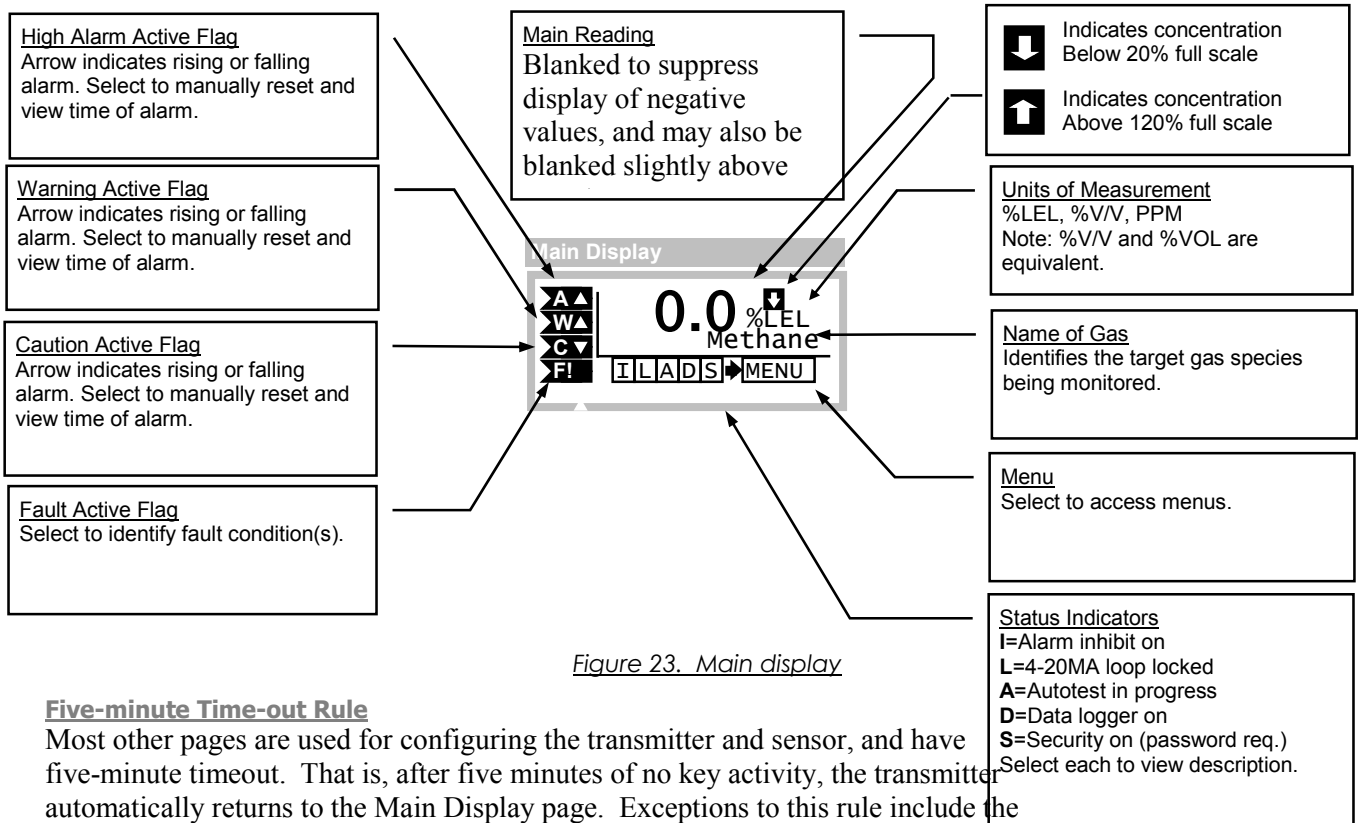 High Alarm Active Flag
Arrow indicates rising or falling
alarm. Select to manually reset and
view time of alarm.
Warning Active Flag
Arrow indicates rising or falling
alarm. Select to manually reset and
view time of alarm.
Caution Active Flag
Arrow indicates rising or falling
alarm. Select to manually reset and
view time of alarm.
Fault Active Flag
Select to identify fault condition(s).
Main Reading
Blanked to suppress
display of negative
values, and may also be
blanked slightly above
Main Display
A
W
C
F!
0.0 %LEL
Methane
I L A D S MENU
Indicates concentration
Below 20% full scale
Indicates concentration
Above 120% full scale
Units of Measurement
%LEL, %V/V, PPM
Note: %V/V and %VOL are
equivalent.
Name of Gas
Identifies the target gas species
being monitored.
Menu
Select to access menus.
Status Indicators
I=Alarm inhibit on
L=4-20MA loop locked
A=Autotest in progress
D=Data logger on
S=Security on (password req.)
Select each to view description.
Figure 23. Main display
Five-minute Time-out Rule
Most other pages are used for configuring the transmitter and sensor, and have
five-minute timeout. That is, after five minutes of no key activity, the transmitter
automatically returns to the Main Display page. Exceptions to this rule include the